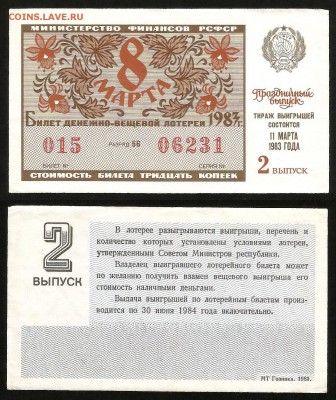 COINS.LAVE.RU
МИНИСТЕРСТВО ФИНАНСОВ РСФСР
8
МАРТА
1983 г.
БИЛЕТ ДЕНЕЖНО-ВЕЩЕВОЙ ЛОТЕРЕИ
015 РАЗРЯД 56 06231
БИЛЕТ № СЕРИЯ №
СТОИМОСТЬ БИЛЕТА ТРИДЦАТЬ КОПЕЕК
Праздничный
выпуск
ТИРАЖ ВЫИГРЫШЕЙ
СОСТОИТСЯ
11 МАРТА
1983 ГОДА
2 ВЫПУСК
2
ВЫПУСК
В лотерее разыгрываются выигрыши, перечень и
количество которых установлены условиями лотереи,
утвержденными Советом Министров республики.
Владелец выигравшего лотерейного билета может
по желанию получить взамен вещевого выигрыша его
стоимость наличными деньгами.
Выдача выигрышей по лотерейным билетам произ-
водится по 30 июня 1984 года включительно.
МТ Гознака. 1982.